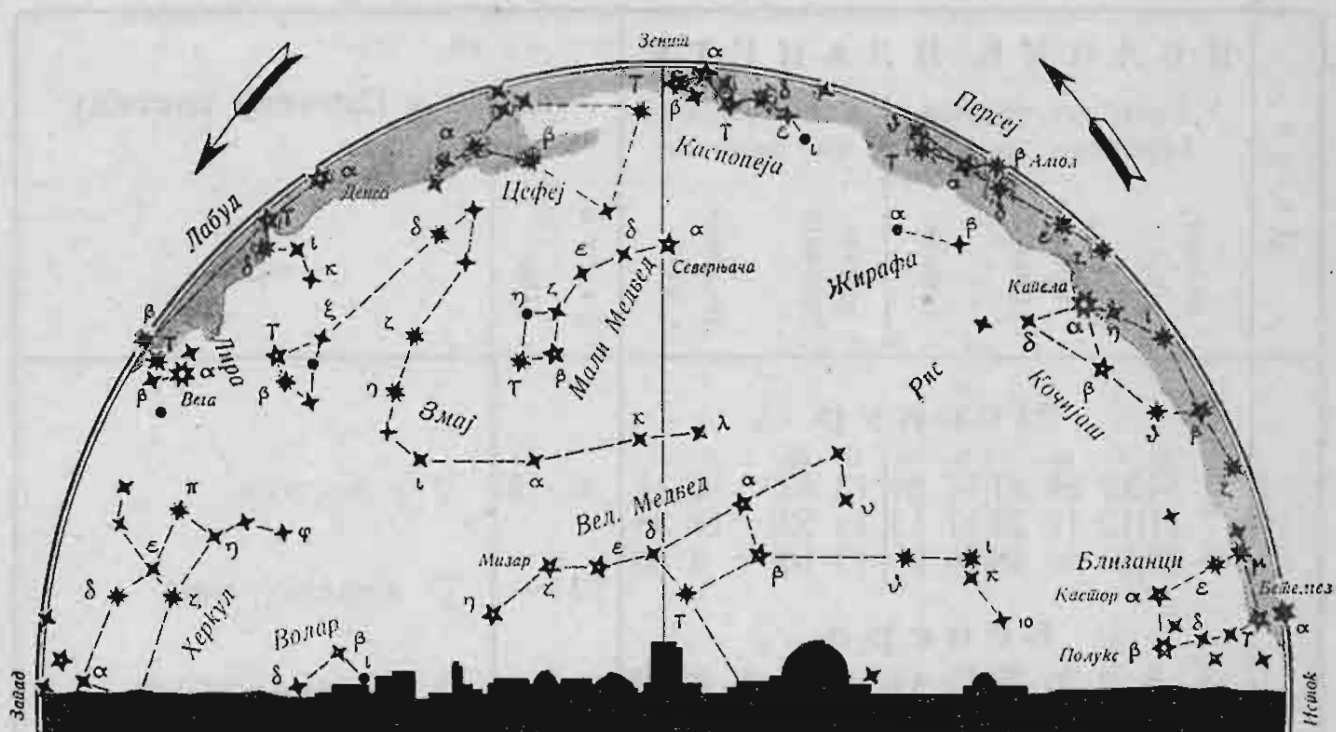 Зенит
α
γ
β
γ
δ
ε
ι
Касиопеја
Персеј
β Алгол
α
δ
ε
Лабуд
Денеб
α
α
β
Цефеј
δ
γ
δ
ι
κ
ε
δ
α
Северњача
α
β
Жирафа
Капела
α
η
ι
δ
β
Кочијаш
β
ζ
Рис
β
γ
Лира
α
β
Вега
γ
ξ
β
ζ
η
η
ζ
γ
β
Мали Медвед
Змај
ι
α
κ
λ
Вел. Медвед
α
υ
π
ε
η
φ
δ
ζ
Херкул
α
Мизар
η
ζ
ε
δ
β
γ
ι
κ
10
Близанци
Кастор α
ε
μ
Полукс β
δ
γ
α
Волар
δ
β
ι
Запад
Исток